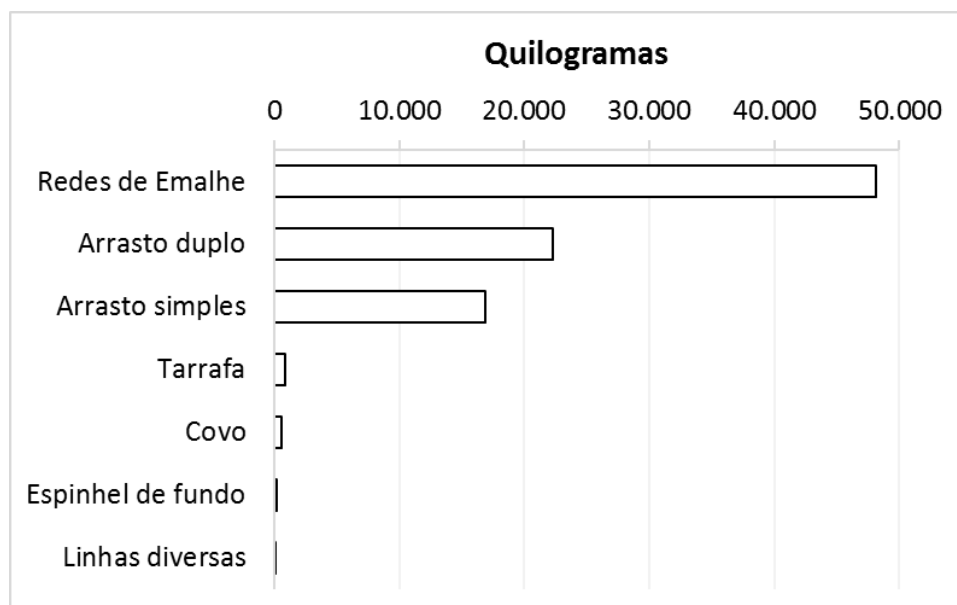 Quilogramas
0 10.000 20.000 30.000 40.000 50.000
Redes de Emalhe
Arrasto duplo
Arrasto simples
Tarrafa
Covo
Espinhel de fundo
Linhas diversas